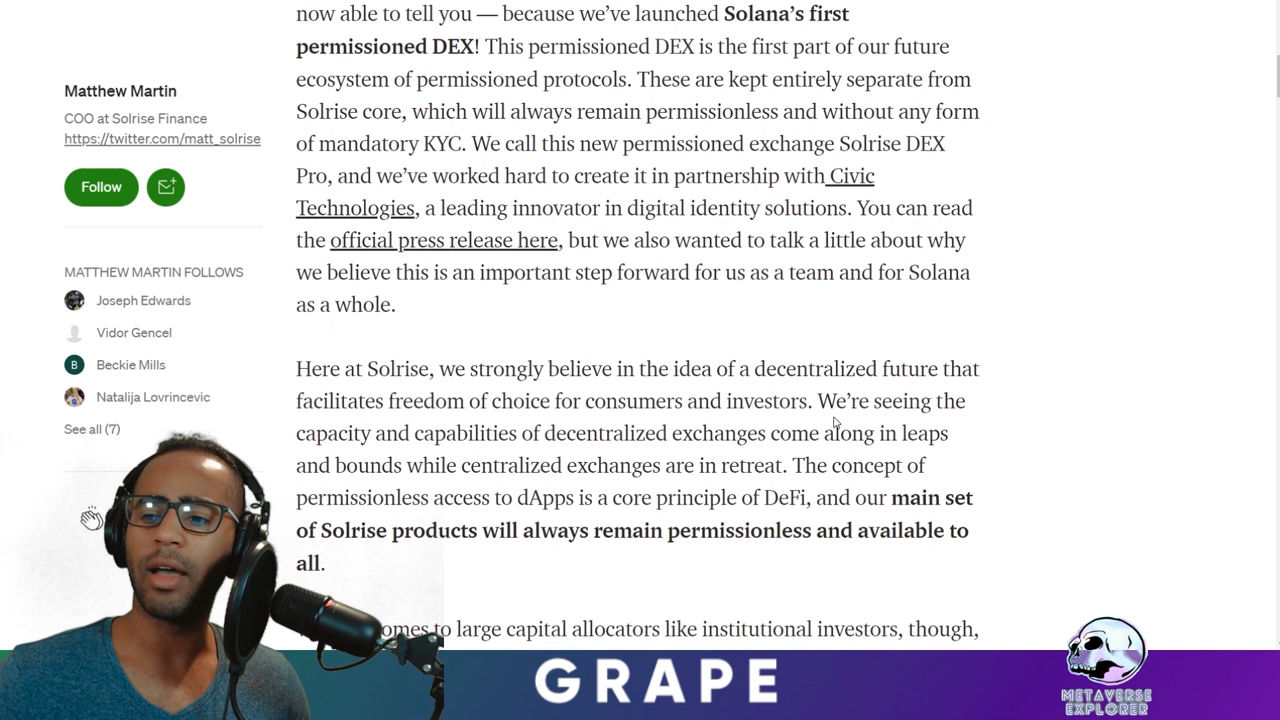 now able to tell you — because we’ve launched Solana’s first
permissioned DEX! This permissioned DEX is the first part of our future
ecosystem of permissioned protocols. These are kept entirely separate from
Solrise core, which will always remain permissionless and without any form
of mandatory KYC. We call this new permissioned exchange Solrise DEX
Pro, and we’ve worked hard to create it in partnership with Civic
Technologies, a leading innovator in digital identity solutions. You can read
the official press release here, but we also wanted to talk a little about why
we believe this is an important step forward for us as a team and for Solana
as a whole.
Here at Solrise, we strongly believe in the idea of a decentralized future that
facilitates freedom of choice for consumers and investors. We’re seeing the
capacity and capabilities of decentralized exchanges come along in leaps
and bounds while centralized exchanges are in retreat. The concept of
permissionless access to dApps is a core principle of DeFi, and our main set
of Solrise products will always remain permissionless and available to
all.
to large capital allocators like institutional investors, though,
Matthew Martin
COO at Solrise Finance
https://twitter.com/matt_solrise
Follow
MATTHEW MARTIN FOLLOWS
Joseph Edwards
Vidor Gencel
B Beckie Mills
Natalija Lovrincevic
See all (7)
GRAPE
METAVERSE
EXPLORER